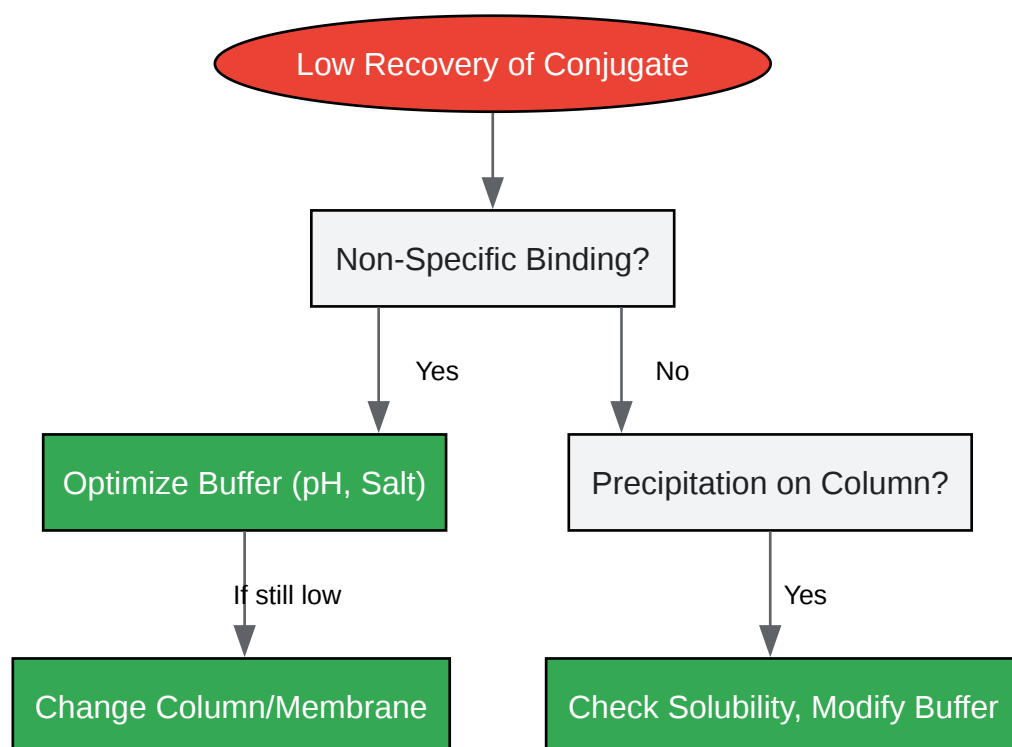 Low Recovery of Conjugate
Non-Specific Binding?
Yes
No
Optimize Buffer (pH, Salt)
Precipitation on Column?
If still low
Yes
Change Column/Membrane
Check Solubility, Modify Buffer